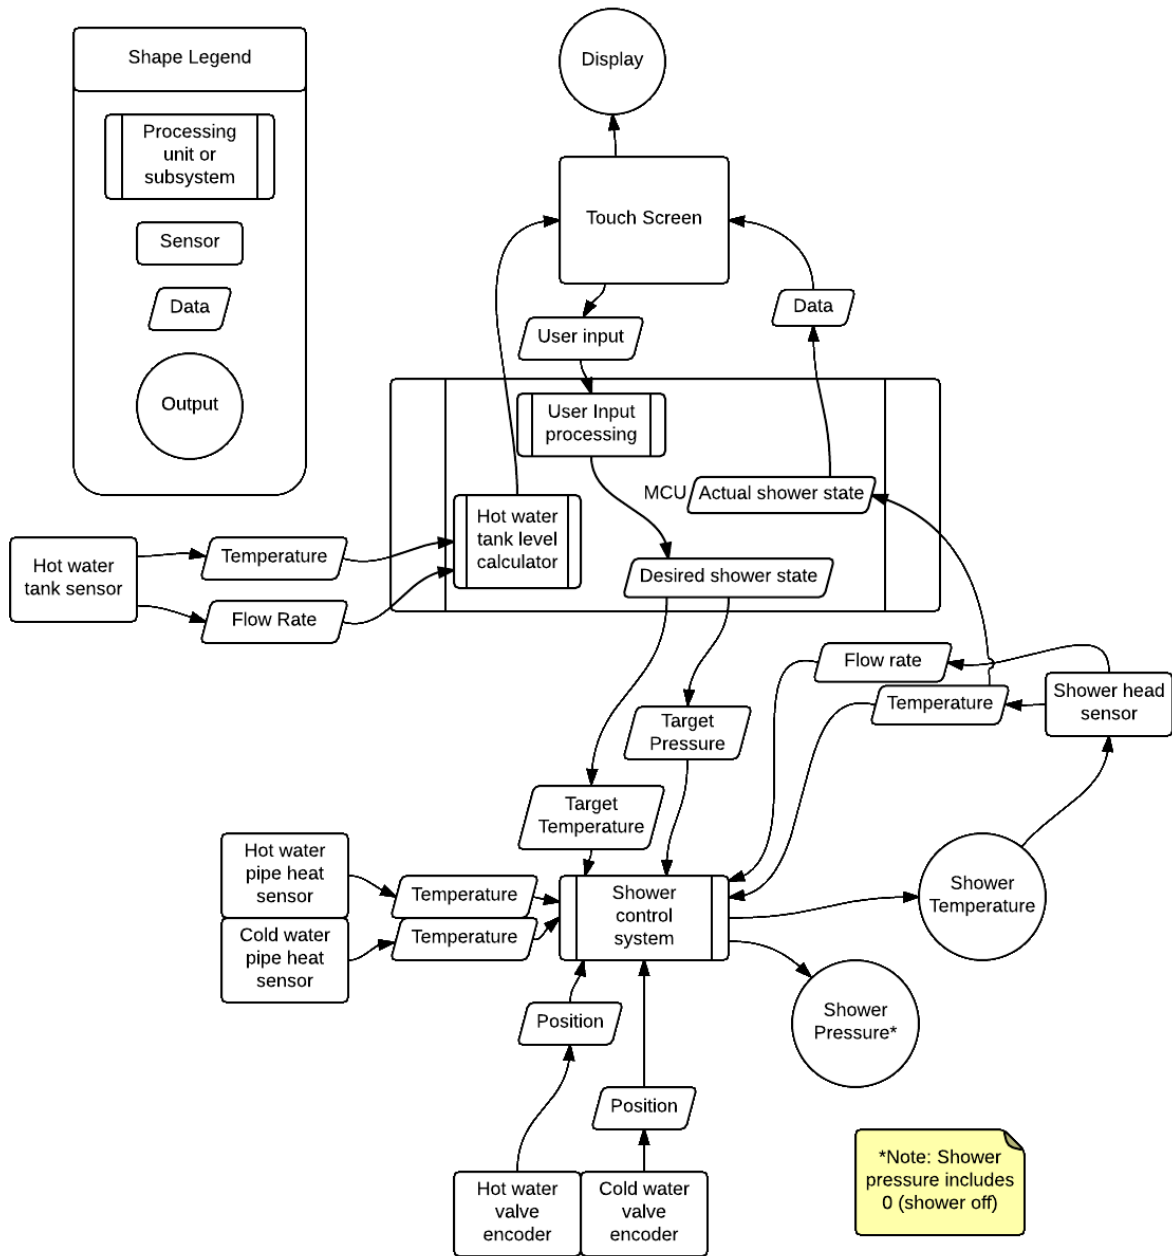 Shape Legend
Processing
unit or
subsystem
Sensor
Data
Output
Display
Touch Screen
User input
Data
User Input
processing
MCU
Actual shower state
Hot water
tank level
calculator
Desired shower state
Hot water
tank sensor
Temperature
Flow Rate
Flow rate
Temperature
Shower head
sensor
Target
Pressure
Target
Temperature
Hot water
pipe heat
sensor
Temperature
Cold water
pipe heat
sensor
Temperature
Shower
control
system
Shower
Temperature
Shower
Pressure*
Position
Position
Hot water
valve
encoder
Cold water
valve
encoder
*Note: Shower
pressure includes
0 (shower off)